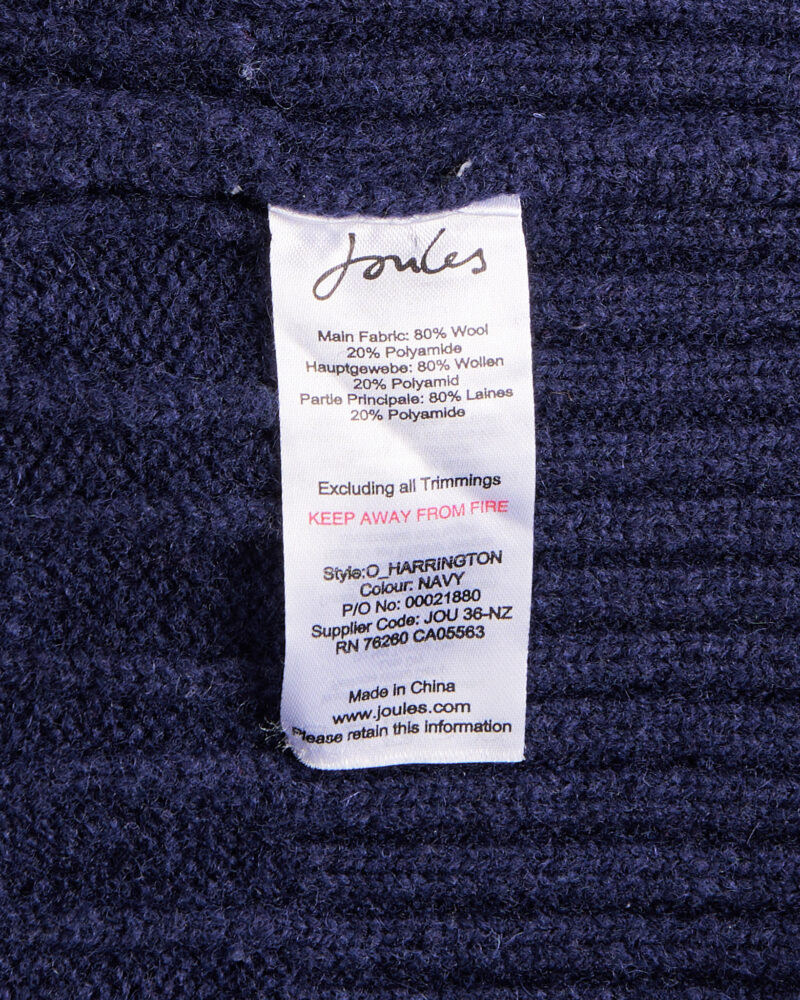 Joules
Main Fabric: 80% Wool
20% Polyamide
Hauptgewebe: 80% Wollen
20% Polyamid
Partie Principale: 80% Laines
20% Polyamide
Excluding all Trimmings
KEEP AWAY FROM FIRE
Style:O_HARRINGTON
Colour: NAVY
P/O No: 00021880
Supplier Code: JOU 36-NZ
RN 76260 CA05563
Made in China
www.joules.com
Please retain this information